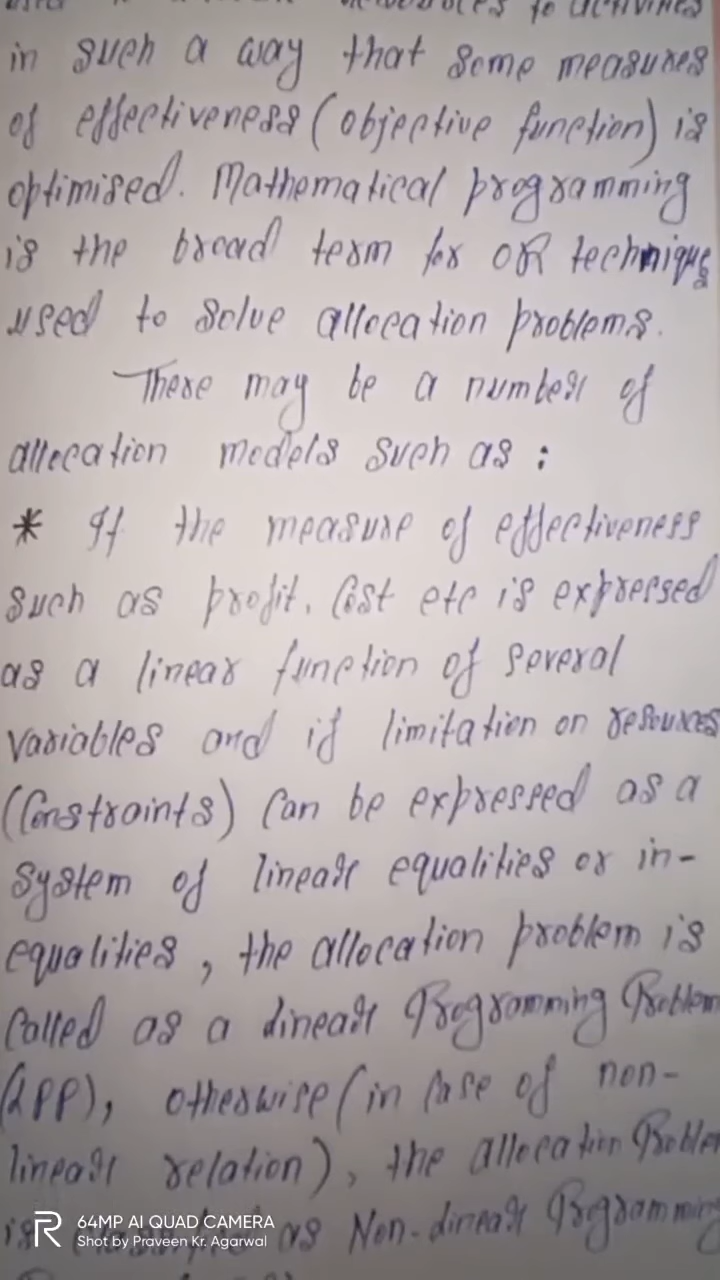 to activities
in such a way that some measures
of effectiveness (objective function) is
optimised. Mathematical programming
is the broad term for OR technique
used to solve allocation problems.
There may be a number of
allocation models such as :
* If the measure of effectiveness
such as profit, Cost etc is expressed
as a linear function of several
variables and if limitation on resources
(Constraints) Can be expressed as a
system of linear equalities or in-
equalities, the allocation problem is
Called as a Linear Programming Problem
(LPP), otherwise (in Case of non-
linear relation), the allocation Problem
is as Non-Linear Programming
64MP AI QUAD CAMERA
Shot by Praveen Kr. Agarwal